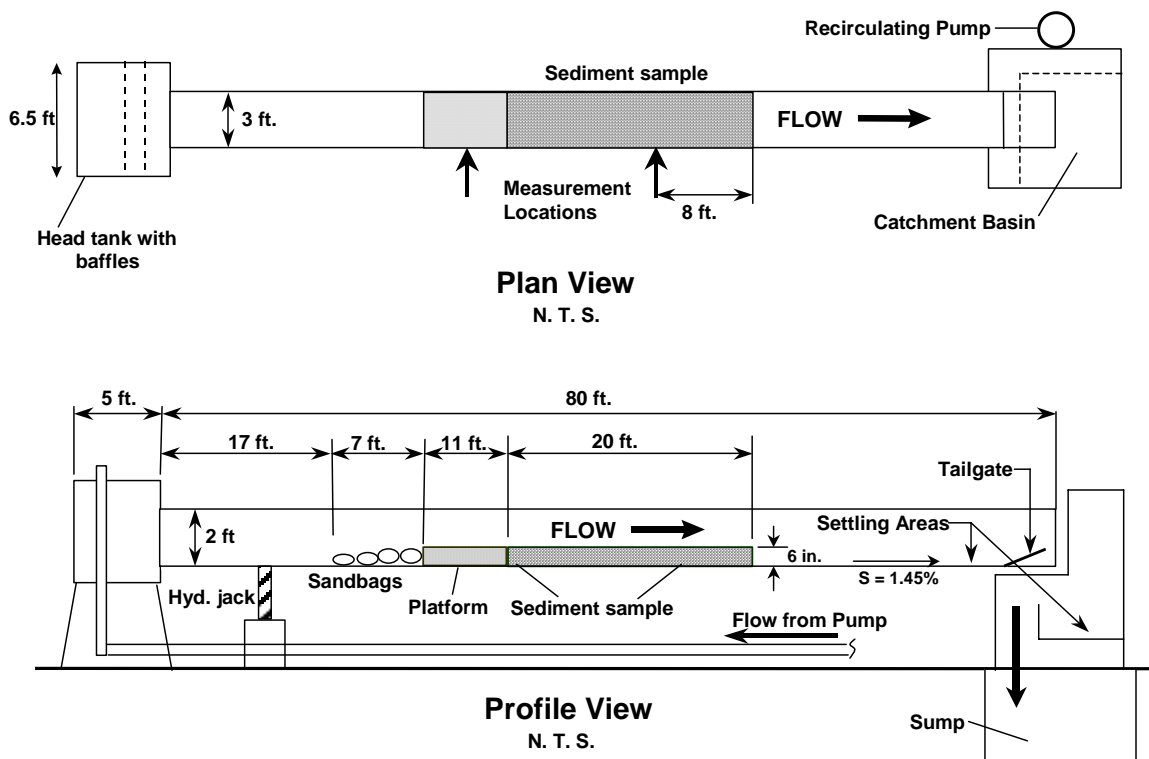 Recirculating Pump
Sediment sample
6.5 ft
3 ft.
FLOW
Measurement
Locations
8 ft.
Catchment Basin
Head tank with
baffles
Plan View
N. T. S.
5 ft.
80 ft.
17 ft.
7 ft.
11 ft.
20 ft.
Tailgate
2 ft
FLOW
Settling Areas
6 in.
Sandbags
S = 1.45%
Hyd. jack
Platform
Sediment sample
Flow from Pump
Profile View
N. T. S.
Sump